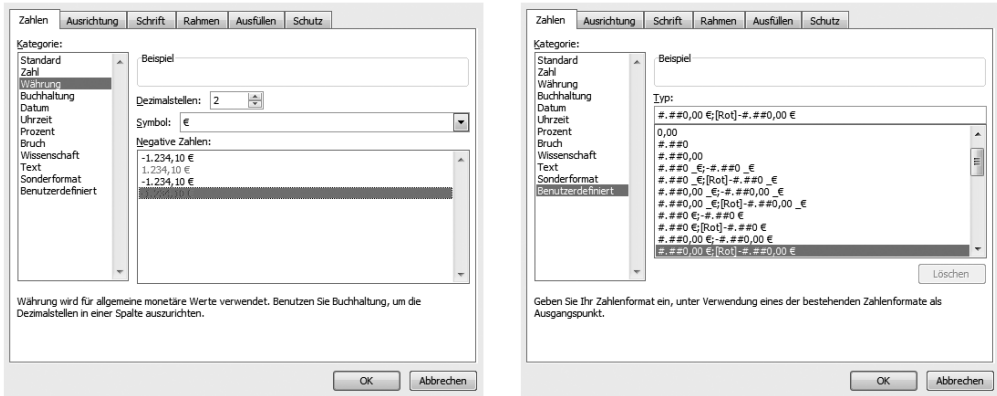 Zahlen Ausrichtung Schrift Rahmen Ausfüllen Schutz
Kategorie:
Standard
Zahl
Währung
Buchhaltung
Datum
Uhrzeit
Prozent
Bruch
Wissenschaft
Text
Sonderformat
Benutzerdefiniert
Beispiel
Dezimalstellen: 2
Symbol: €
Negative Zahlen:
-1.234,10 €
1.234,10 €
-1.234,10 €
-1.234,10 €
Währung wird für allgemeine monetäre Werte verwendet. Benutzen Sie Buchhaltung, um die
Dezimalstellen in einer Spalte auszurichten.
OK Abbrechen
Zahlen Ausrichtung Schrift Rahmen Ausfüllen Schutz
Kategorie:
Standard
Zahl
Währung
Buchhaltung
Datum
Uhrzeit
Prozent
Bruch
Wissenschaft
Text
Sonderformat
Benutzerdefiniert
Beispiel
Typ:
#.##0,00 €;[Rot]-#.##0,00 €
0,00
#.##0
#.##0,00
#.##0 _€;-#.##0 _€
#.##0 _€;[Rot]-#.##0 _€
#.##0,00 _€;-#.##0,00 _€
#.##0,00 _€;[Rot]-#.##0,00 _€
#.##0 €;-#.##0 €
#.##0 €;[Rot]-#.##0 €
#.##0,00 €;-#.##0,00 €
#.##0,00 €;[Rot]-#.##0,00 €
Löschen
Geben Sie Ihr Zahlenformat ein, unter Verwendung eines der bestehenden Zahlenformate als
Ausgangspunkt.
OK Abbrechen